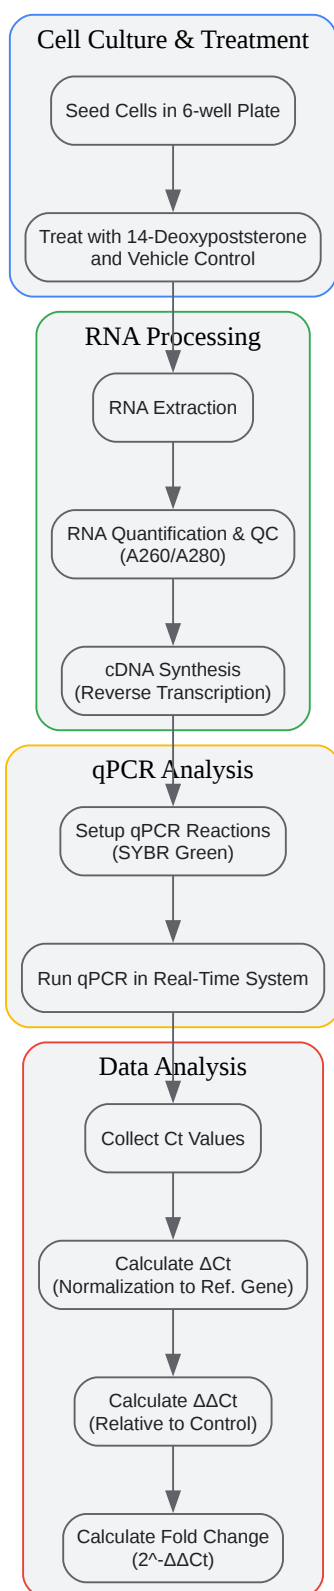 Cell Culture & Treatment
Seed Cells in 6-well Plate
Treat with 14-Deoxypoststerone
and Vehicle Control
RNA Processing
RNA Extraction
RNA Quantification & QC
(A260/A280)
cDNA Synthesis
(Reverse Transcription)
qPCR Analysis
Setup qPCR Reactions
(SYBR Green)
Run qPCR in Real-Time System
Data Analysis
Collect Ct Values
Calculate ΔCt
(Normalization to Ref. Gene)
Calculate ΔΔCt
(Relative to Control)
Calculate Fold Change
(2^-ΔΔCt)